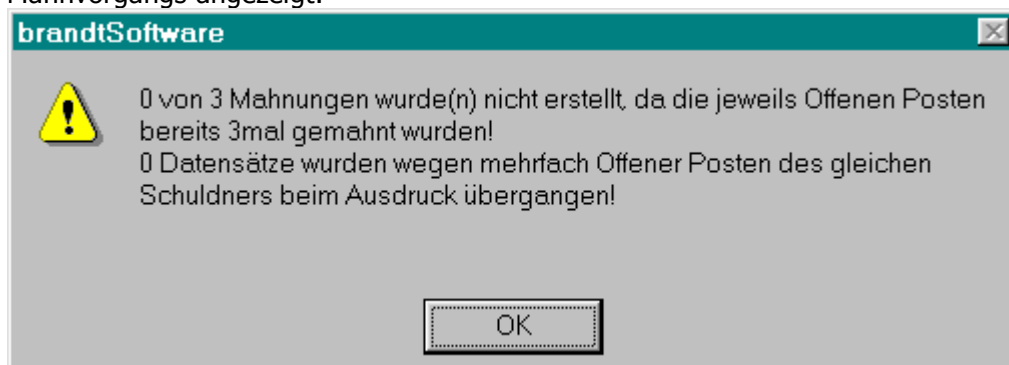 Mahnvorgangs angezeigt.
brandtSoftware
0 von 3 Mahnungen wurde(n) nicht erstellt, da die jeweils Offenen Posten
bereits 3mal gemahnt wurden!
0 Datensätze wurden wegen mehrfach Offener Posten des gleichen
Schuldners beim Ausdruck übergangen!
OK